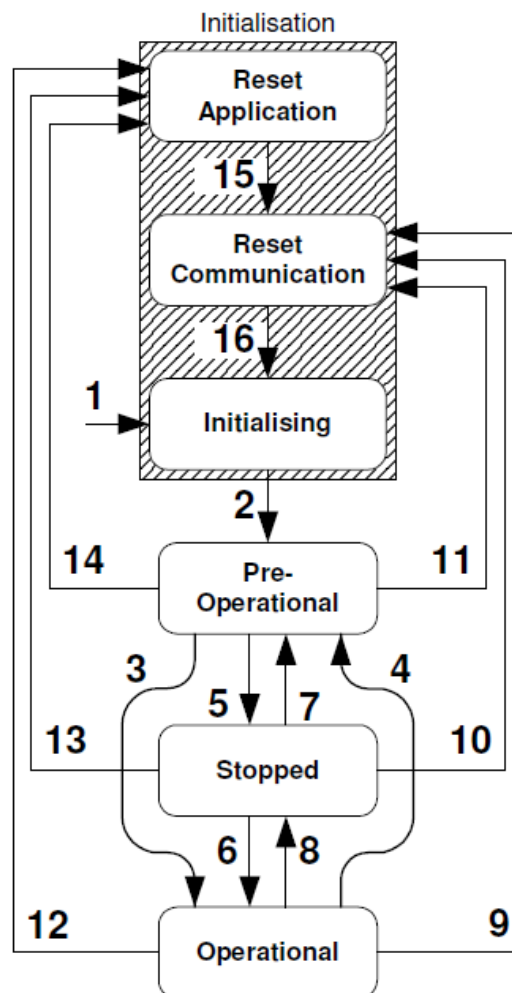 Initialisation
Reset
Application
15
Reset
Communication
16
1
Initialising
2
14
Pre-
Operational
11
3
5
7
4
13
Stopped
10
6
8
12
Operational
9